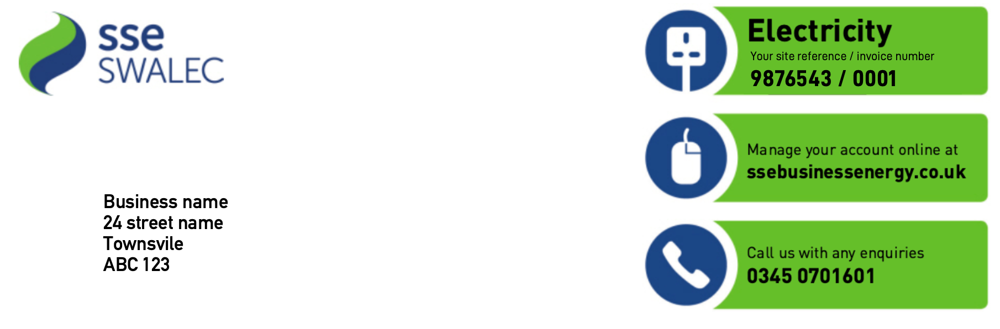 sse
SWALEC
Electricity
Your site reference / invoice number
9876543 / 0001
Manage your account online at
ssebusinessenergy.co.uk
Business name
24 street name
Townsvile
ABC 123
Call us with any enquiries
0345 0701601